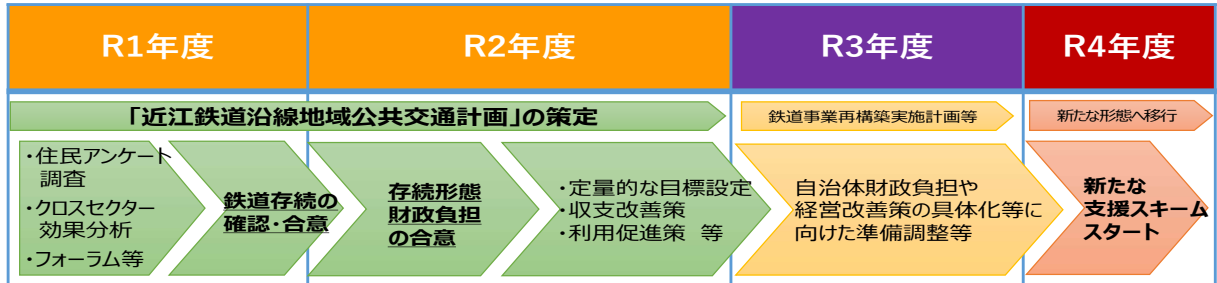 R1年度
R2年度
R3年度
R4年度
「近江鉄道沿線地域公共交通計画」の策定
鉄道事業再構築実施計画等
新たな形態へ移行
・住民アンケート
調査
・クロスセクター
効果分析
・フォーラム等
鉄道存続の
確認・合意
存続形態
財政負担
の合意
・定量的な目標設定
・収支改善策
・利用促進策 等
自治体財政負担や
経営改善策の具体化等に
向けた準備調整等
新たな
支援スキーム
スタート